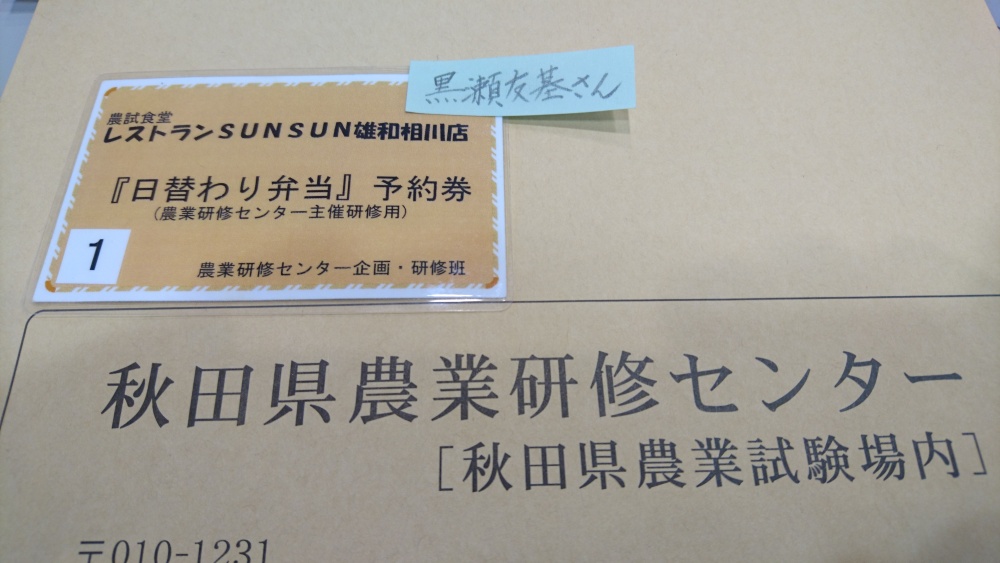 黒瀬友基さん
農試食堂
レストランSUNSUN雄和相川店
『日替わり弁当』予約券
(農業研修センター主催研修用)
1
農業研修センター企画・研修班
秋田県農業研修センター
[秋田県農業試験場内]
〒010-1231